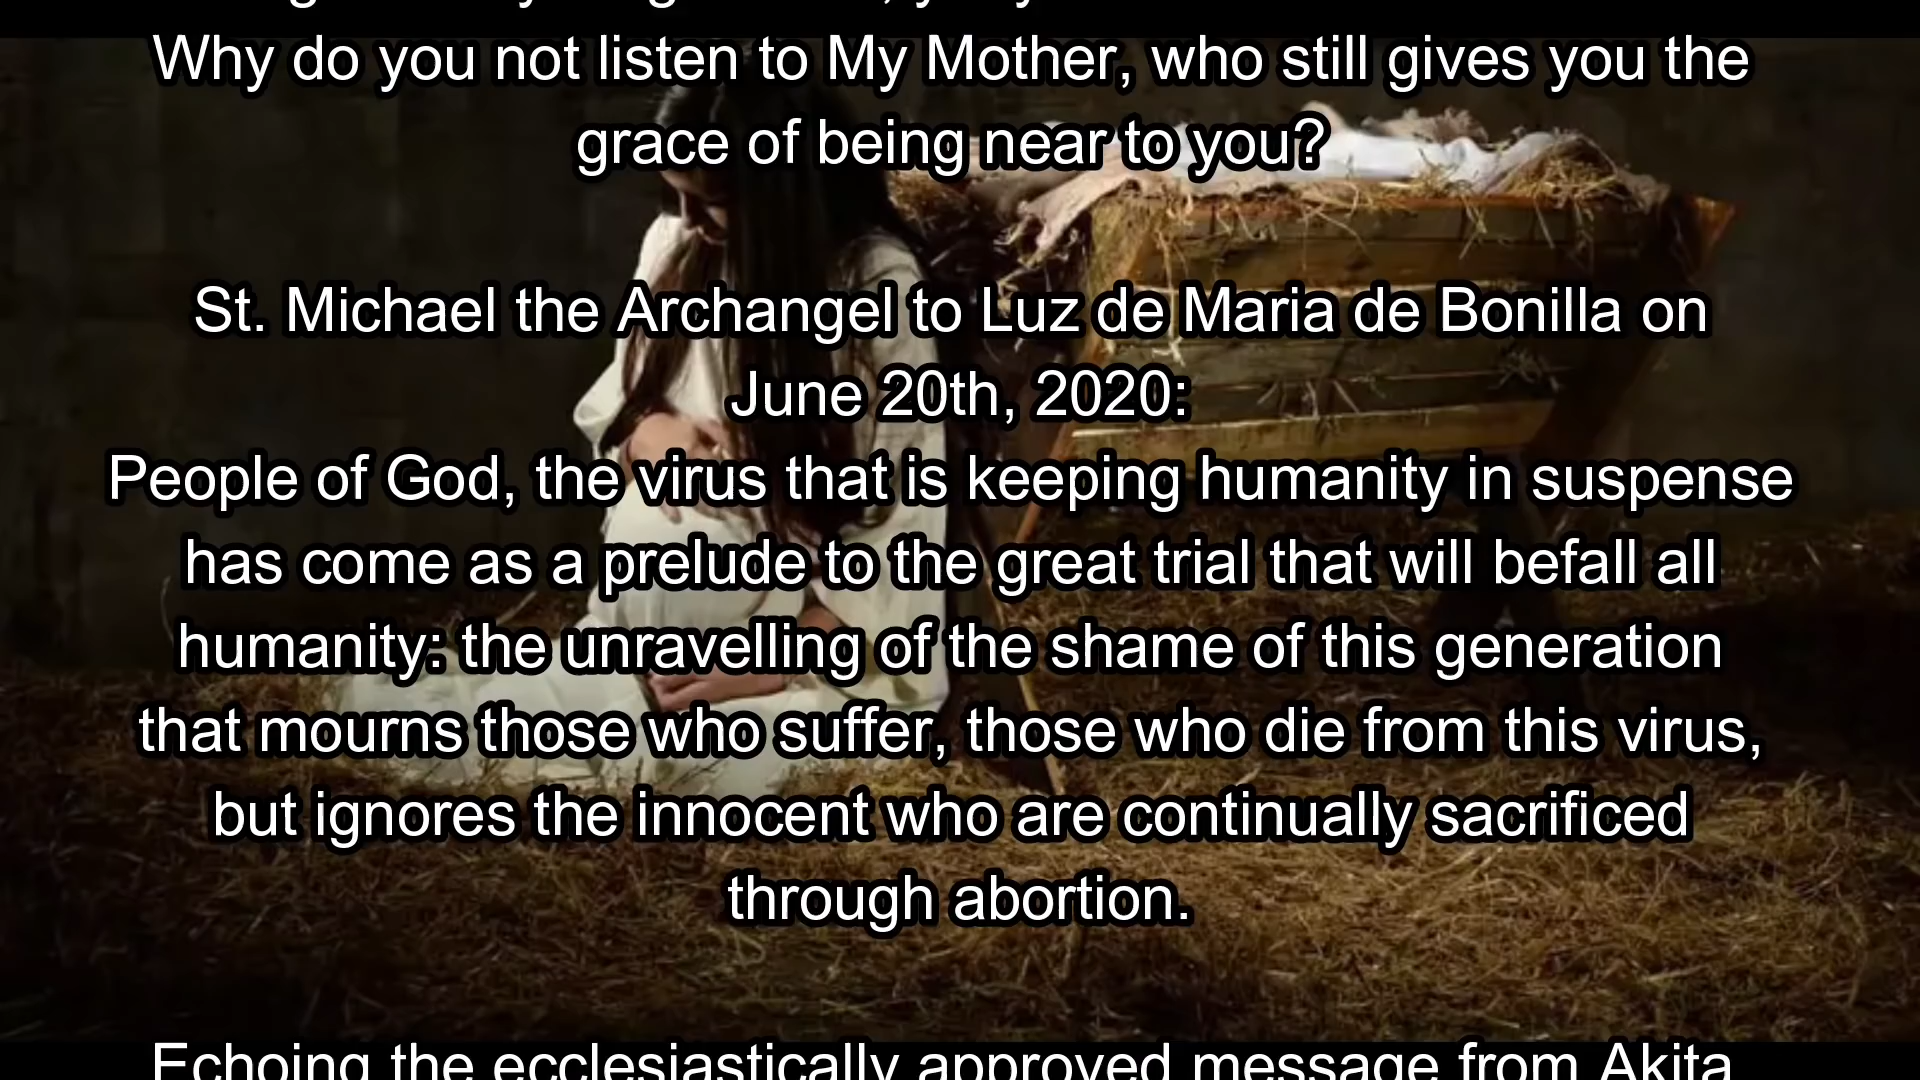 Why do you not listen to My Mother, who still gives you the
grace of being near to you?
St. Michael the Archangel to Luz de Maria de Bonilla on
June 20th, 2020:
People of God, the virus that is keeping humanity in suspense
has come as a prelude to the great trial that will befall all
humanity: the unravelling of the shame of this generation
that mourns those who suffer, those who die from this virus,
but ignores the innocent who are continually sacrificed
through abortion.
Echoing the ecclesiastically approved message from Akita